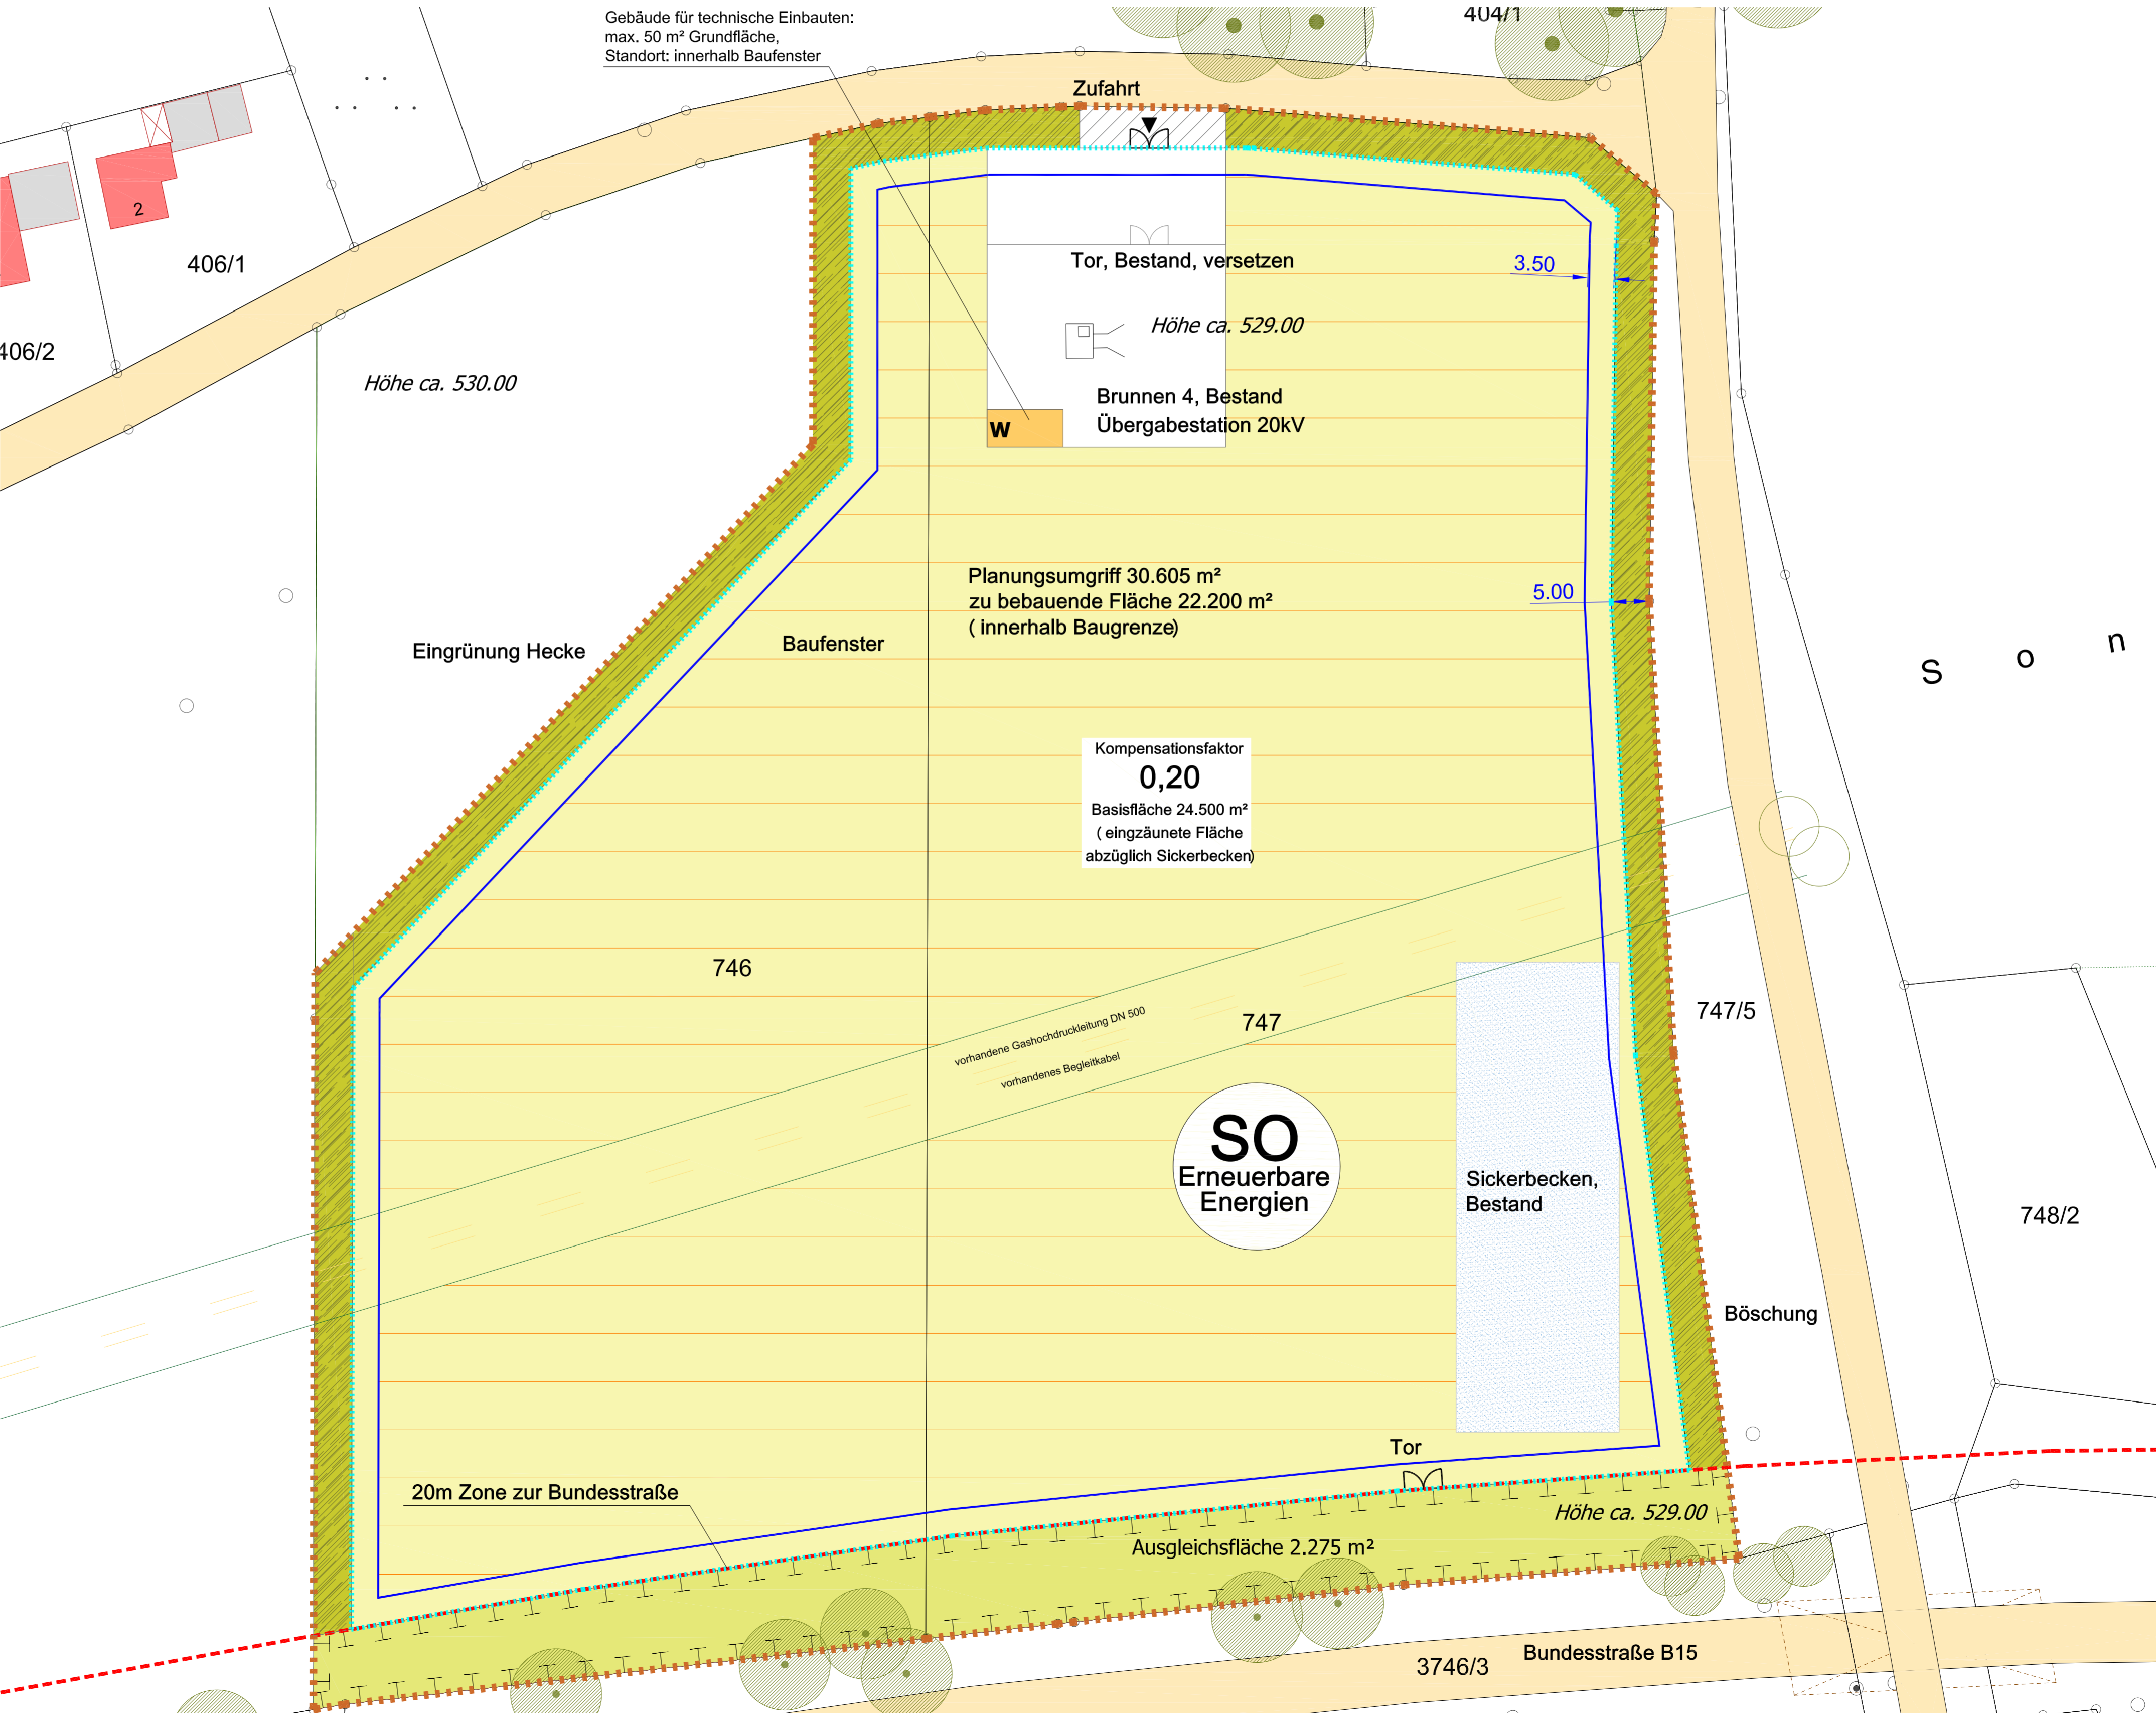 Gebäude für technische Einbauten:
max. 50 m² Grundfläche,
Standort: innerhalb Baufenster
404/1
Zufahrt
2
406/1
406/2
Tor, Bestand, versetzen
3.50
Höhe ca. 529.00
Höhe ca. 530.00
Brunnen 4, Bestand
Übergabestation 20kV
W
Planungsumgriff 30.605 m²
zu bebauende Fläche 22.200 m²
( innerhalb Baugrenze)
5.00
Eingrünung Hecke
Baufenster
S o n
Kompensationsfaktor
0,20
Basisfläche 24.500 m²
( eingzäunete Fläche
abzüglich Sickerbecken)
746
747
747/5
vorhandene Gashochdruckleitung DN 500
vorhandenes Begleitkabel
SO
Erneuerbare
Energien
Sickerbecken,
Bestand
748/2
Böschung
Tor
20m Zone zur Bundesstraße
Höhe ca. 529.00
Ausgleichsfläche 2.275 m²
3746/3
Bundesstraße B15